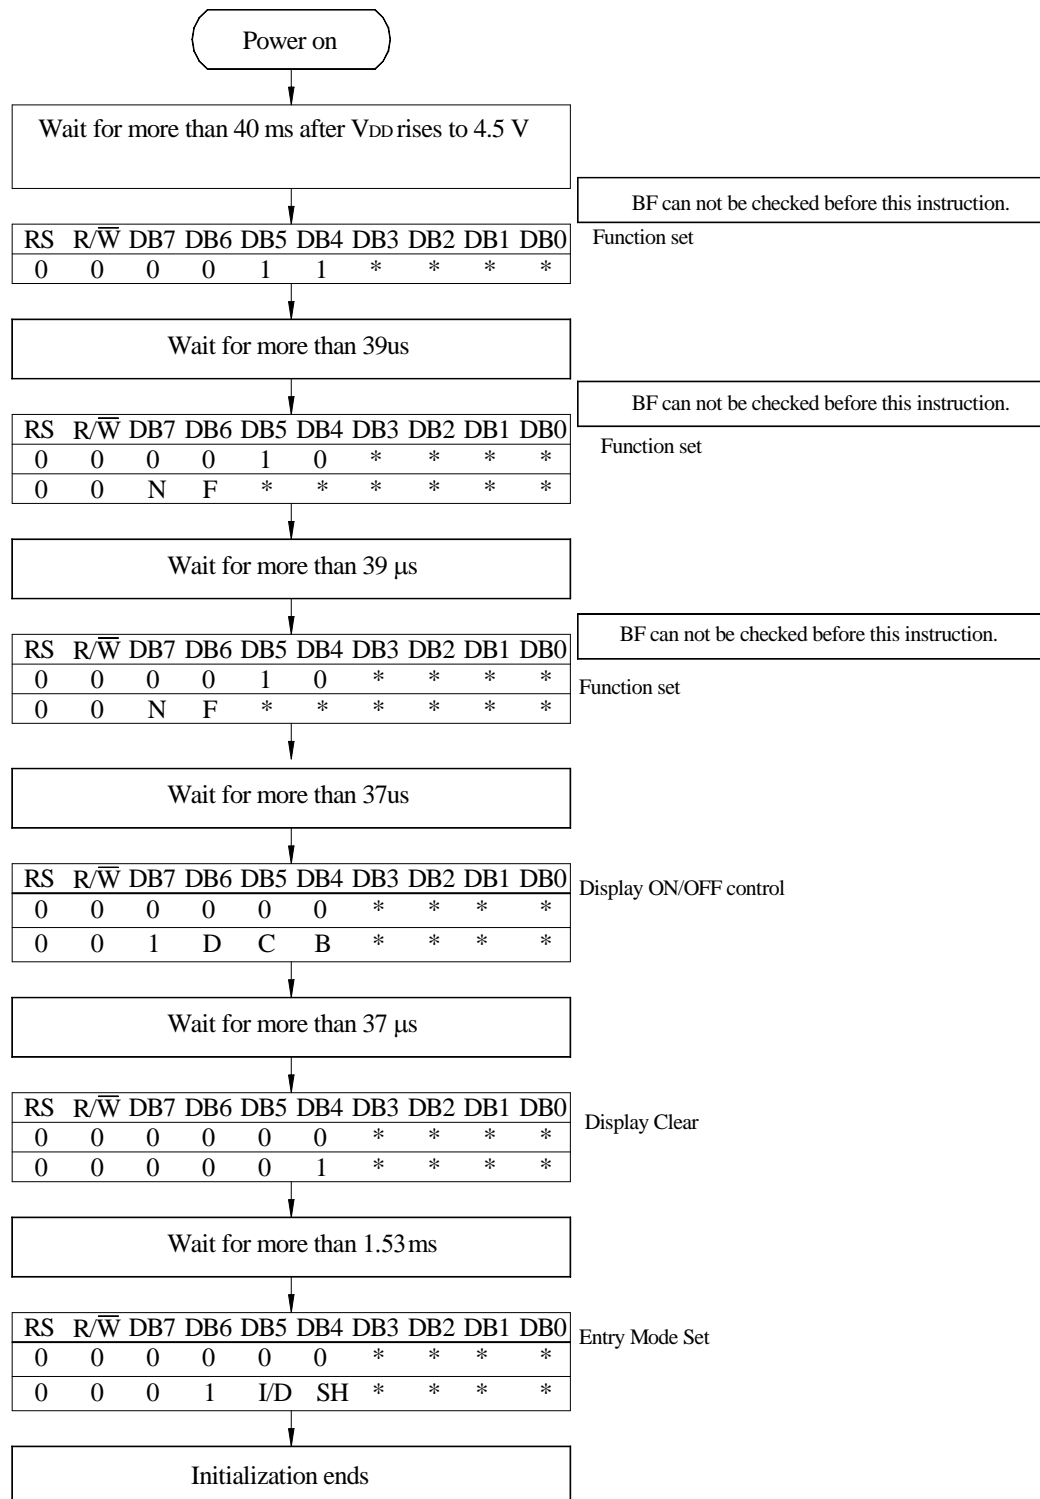 Power on
Wait for more than 40 ms after VDD rises to 4.5 V
BF can not be checked before this instruction.
RS R/W̅ DB7 DB6 DB5 DB4 DB3 DB2 DB1 DB0
Function set
0 0 0 0 1 1 * * * *
Wait for more than 39us
BF can not be checked before this instruction.
RS R/W̅ DB7 DB6 DB5 DB4 DB3 DB2 DB1 DB0
Function set
0 0 0 0 1 0 * * * *
0 0 N F * * * * * *
Wait for more than 39 μs
BF can not be checked before this instruction.
RS R/W̅ DB7 DB6 DB5 DB4 DB3 DB2 DB1 DB0
0 0 0 0 1 0 * * * *
Function set
0 0 N F * * * * * *
Wait for more than 37us
RS R/W̅ DB7 DB6 DB5 DB4 DB3 DB2 DB1 DB0
Display ON/OFF control
0 0 0 0 0 0 * * * *
0 0 1 D C B * * * *
Wait for more than 37 μs
RS R/W̅ DB7 DB6 DB5 DB4 DB3 DB2 DB1 DB0
Display Clear
0 0 0 0 0 0 * * * *
0 0 0 0 0 1 * * * *
Wait for more than 1.53ms
RS R/W̅ DB7 DB6 DB5 DB4 DB3 DB2 DB1 DB0
Entry Mode Set
0 0 0 0 0 0 * * * *
0 0 0 1 I/D SH * * * *
Initialization ends